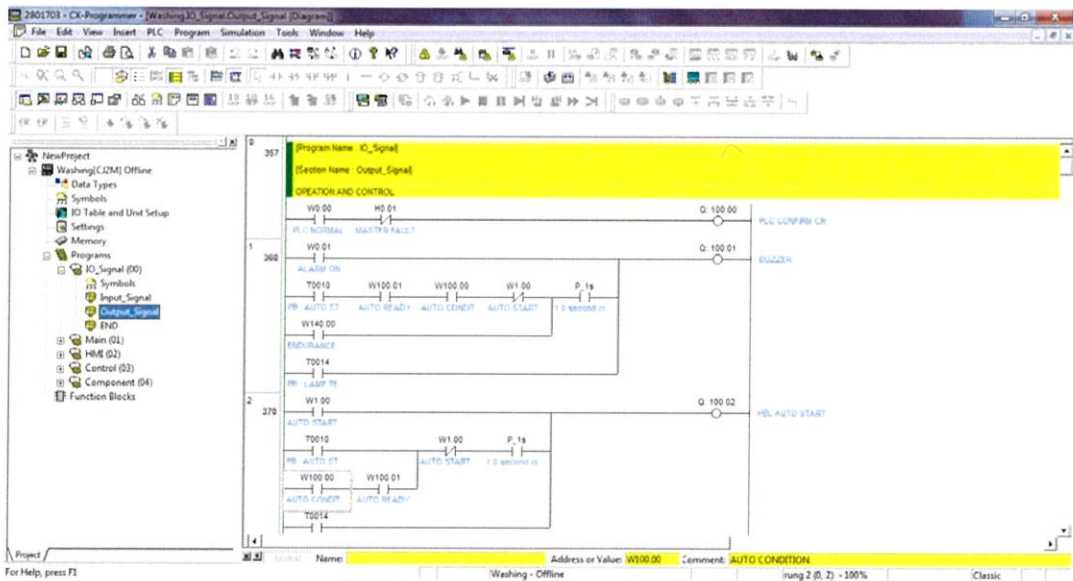 2801703 - CX-Programmer - [Washing.IO_Signal.Output_Signal [Diagram]]
File Edit View Insert PLC Program Simulation Tools Window Help
NewProject
Washing[CJ2M] Offline
Data Types
Symbols
IO Table and Unit Setup
Settings
Memory
Programs
IO_Signal (00)
Symbols
Input_Signal
Output_Signal
END
Main (01)
HMI (02)
Control (03)
Component (04)
Function Blocks
Project
0
357
[Program Name : IO_Signal]
[Section Name : Output_Signal]
OPEATION AND CONTROL
W0.00 H0.01 Q: 100.00
PLC NORMAL MASTER FAULT PLC CONFIRM CR
1
360
W0.01 Q: 100.01
ALARM ON BUZZER
T0010 W100.01 W100.00 W1.00 P_1s
PB : AUTO ST AUTO READY AUTO CONDIT AUTO START 1.0 second cl
W140.00
ENDURANCE
T0014
PB : LAMP TE
2
370
W1.00 Q: 100.02
AUTO START PBL AUTO START
T0010 W1.00 P_1s
PB : AUTO ST AUTO START 1.0 second cl
W100.00 W100.01
AUTO CONDIT AUTO READY
T0014
Name: Address or Value: W100.00 Comment: AUTO CONDITION
For Help, press F1 Washing - Offline rung 2 (0, 2) - 100% Classic